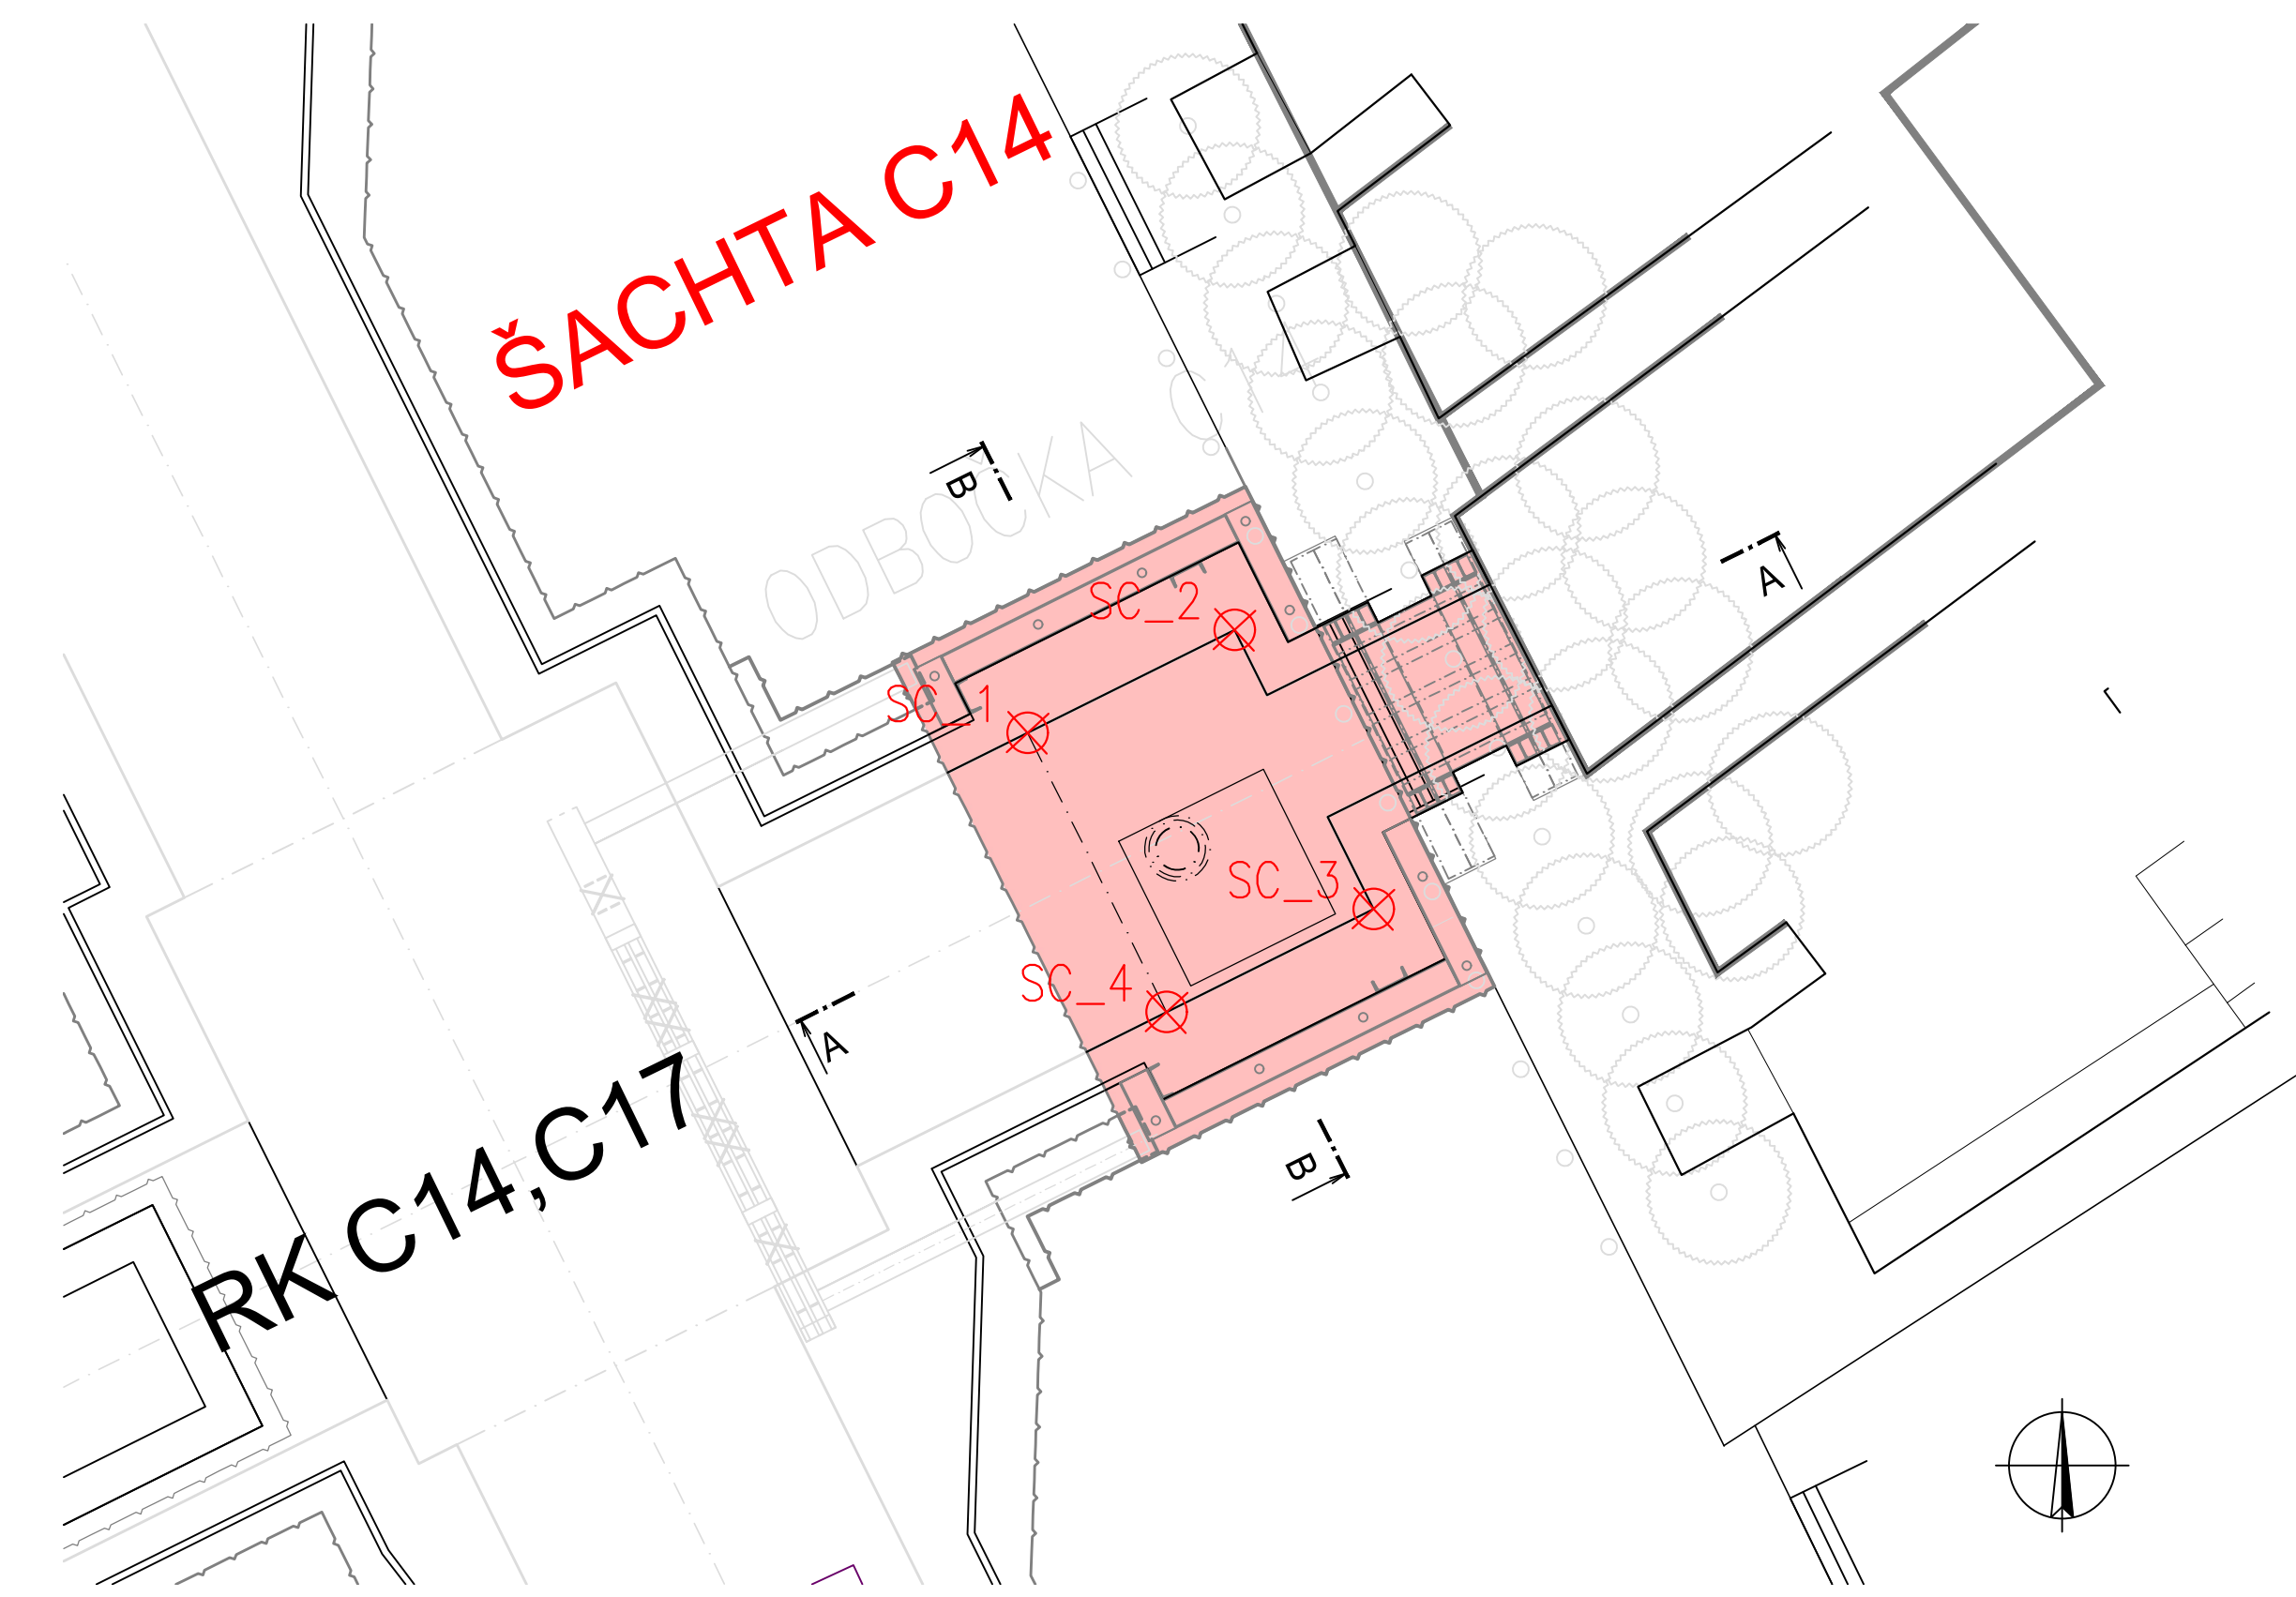 ŠACHTA C14
B
ODBOČKA C14
A
SC_2
SC_1
SC_3
SC_4
A
RK C14,C17
B